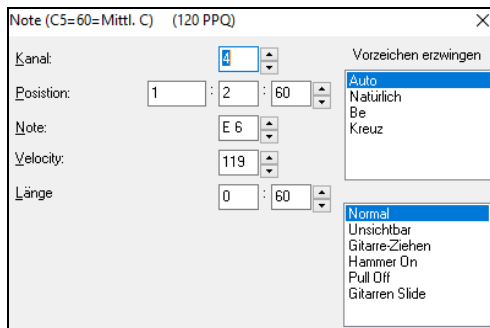 Note (C5=60=Mittl. C) (120 PPQ)
Kanal: 4
Vorzeichen erzwingen
Posistion: 1 : 2 : 60
Note: E 6
Velocity: 119
Länge 0 : 60
Auto
Natürlich
Be
Kreuz
Normal
Unsichtbar
Gitarre-Ziehen
Hammer On
Pull Off
Gitarren Slide